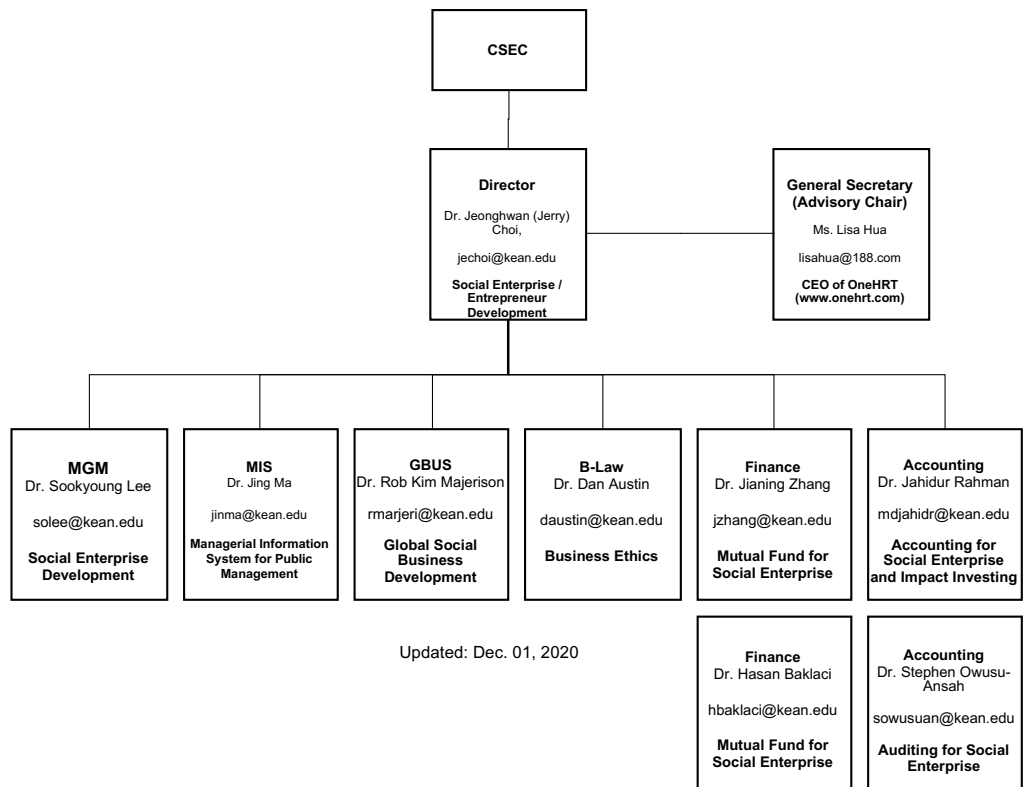 CSEC
Director
Dr. Jeonghwan (Jerry)
Choi,
jechoi@kean.edu
Social Enterprise /
Entrepreneur
Development
General Secretary
(Advisory Chair)
Ms. Lisa Hua
lisahua@188.com
CEO of OneHRT
(www.onehrt.com)
MGM
Dr. Sookyoung Lee
solee@kean.edu
Social Enterprise
Development
MIS
Dr. Jing Ma
jinma@kean.edu
Managerial Information
System for Public
Management
GBUS
Dr. Rob Kim Majerison
rmarjeri@kean.edu
Global Social
Business
Development
B-Law
Dr. Dan Austin
daustin@kean.edu
Business Ethics
Finance
Dr. Jianing Zhang
jzhang@kean.edu
Mutual Fund for
Social Enterprise
Accounting
Dr. Jahidur Rahman
mdjahidr@kean.edu
Accounting for
Social Enterprise
and Impact Investing
Updated: Dec. 01, 2020
Finance
Dr. Hasan Baklaci
hbaklaci@kean.edu
Mutual Fund for
Social Enterprise
Accounting
Dr. Stephen Owusu-
Ansah
sowusuan@kean.edu
Auditing for Social
Enterprise